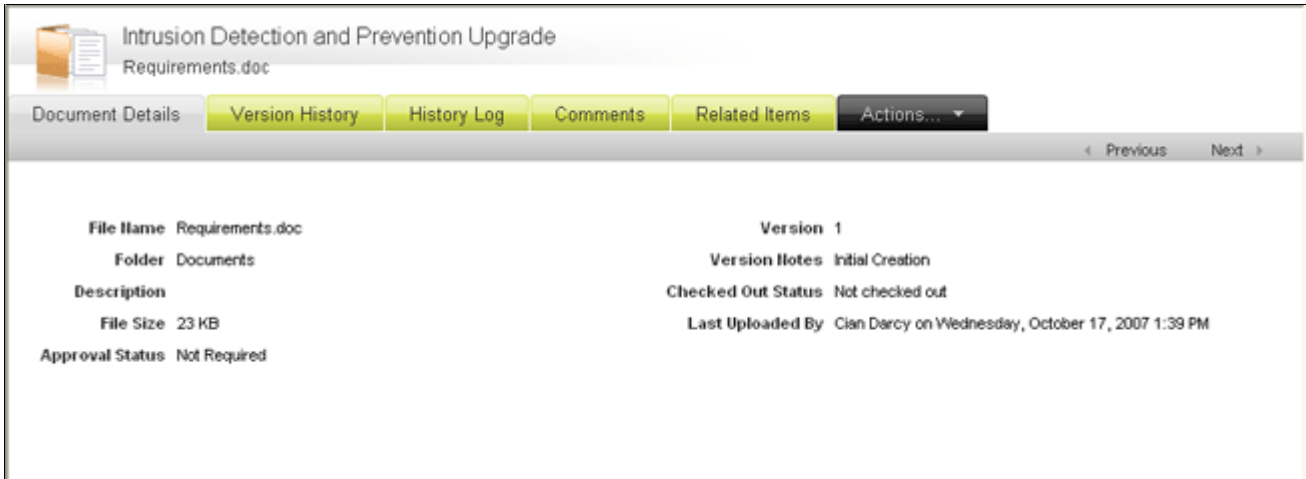 Intrusion Detection and Prevention Upgrade
Requirements.doc
Document Details Version History History Log Comments Related Items Actions...
Previous Next
File Name Requirements.doc Version 1
Folder Documents Version Notes Initial Creation
Description Checked Out Status Not checked out
File Size 23 KB Last Uploaded By Cian Darcy on Wednesday, October 17, 2007 1:39 PM
Approval Status Not Required